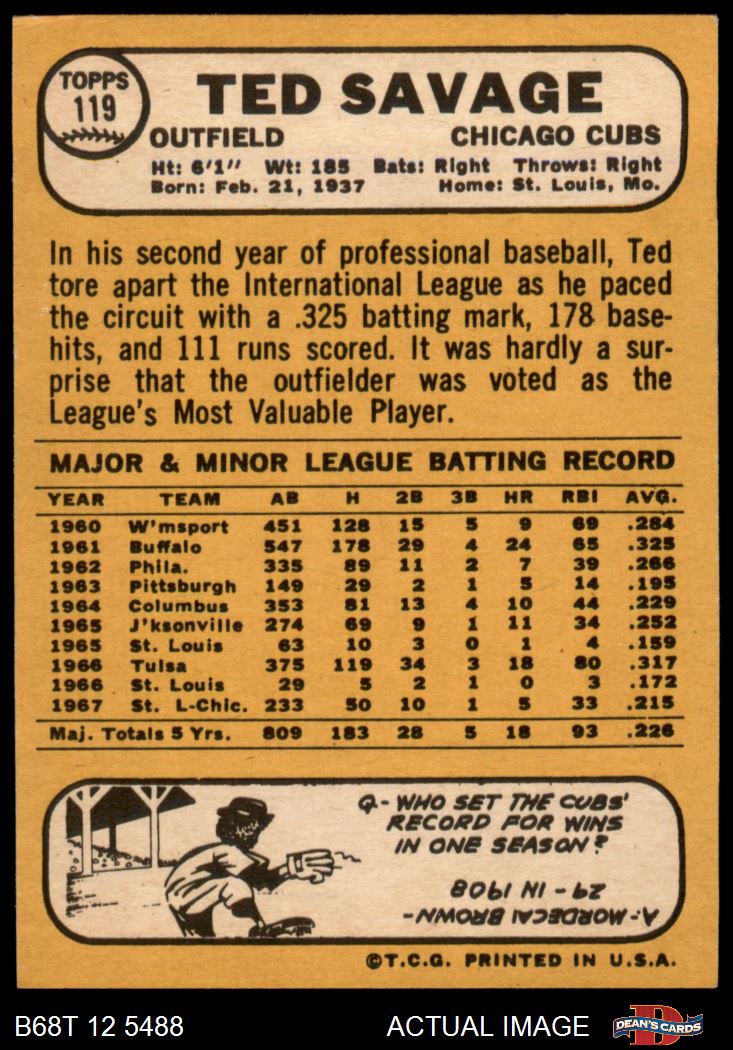 TOPPS
119
TED SAVAGE
OUTFIELD CHICAGO CUBS
Ht: 6'1" Wt: 185 Bats: Right Throws: Right
Born: Feb. 21, 1937 Home: St. Louis, Mo.
In his second year of professional baseball, Ted
tore apart the International League as he paced
the circuit with a .325 batting mark, 178 base-
hits, and 111 runs scored. It was hardly a sur-
prise that the outfielder was voted as the
League's Most Valuable Player.
MAJOR & MINOR LEAGUE BATTING RECORD
YEAR TEAM AB H 2B 3B HR RBI AVG.
1960 W'msport 451 128 15 5 9 69 .284
1961 Buffalo 547 178 29 4 24 65 .325
1962 Phila. 335 89 11 2 7 39 .266
1963 Pittsburgh 149 29 2 1 5 14 .195
1964 Columbus 353 81 13 4 10 44 .229
1965 J'ksonville 274 69 9 1 11 34 .252
1965 St. Louis 63 10 3 0 1 4 .159
1966 Tulsa 375 119 34 3 18 80 .317
1966 St. Louis 29 5 2 1 0 3 .172
1967 St. L-Chic. 233 50 10 1 5 33 .215
Maj. Totals 5 Yrs. 809 183 28 5 18 93 .226
Q- WHO SET THE CUBS'
RECORD FOR WINS
IN ONE SEASON?
A: MORDECAI BROWN-
29 - IN 1908
©T.C.G. PRINTED IN U.S.A.
B68T 12 5488 ACTUAL IMAGE DEAN'S CARDS